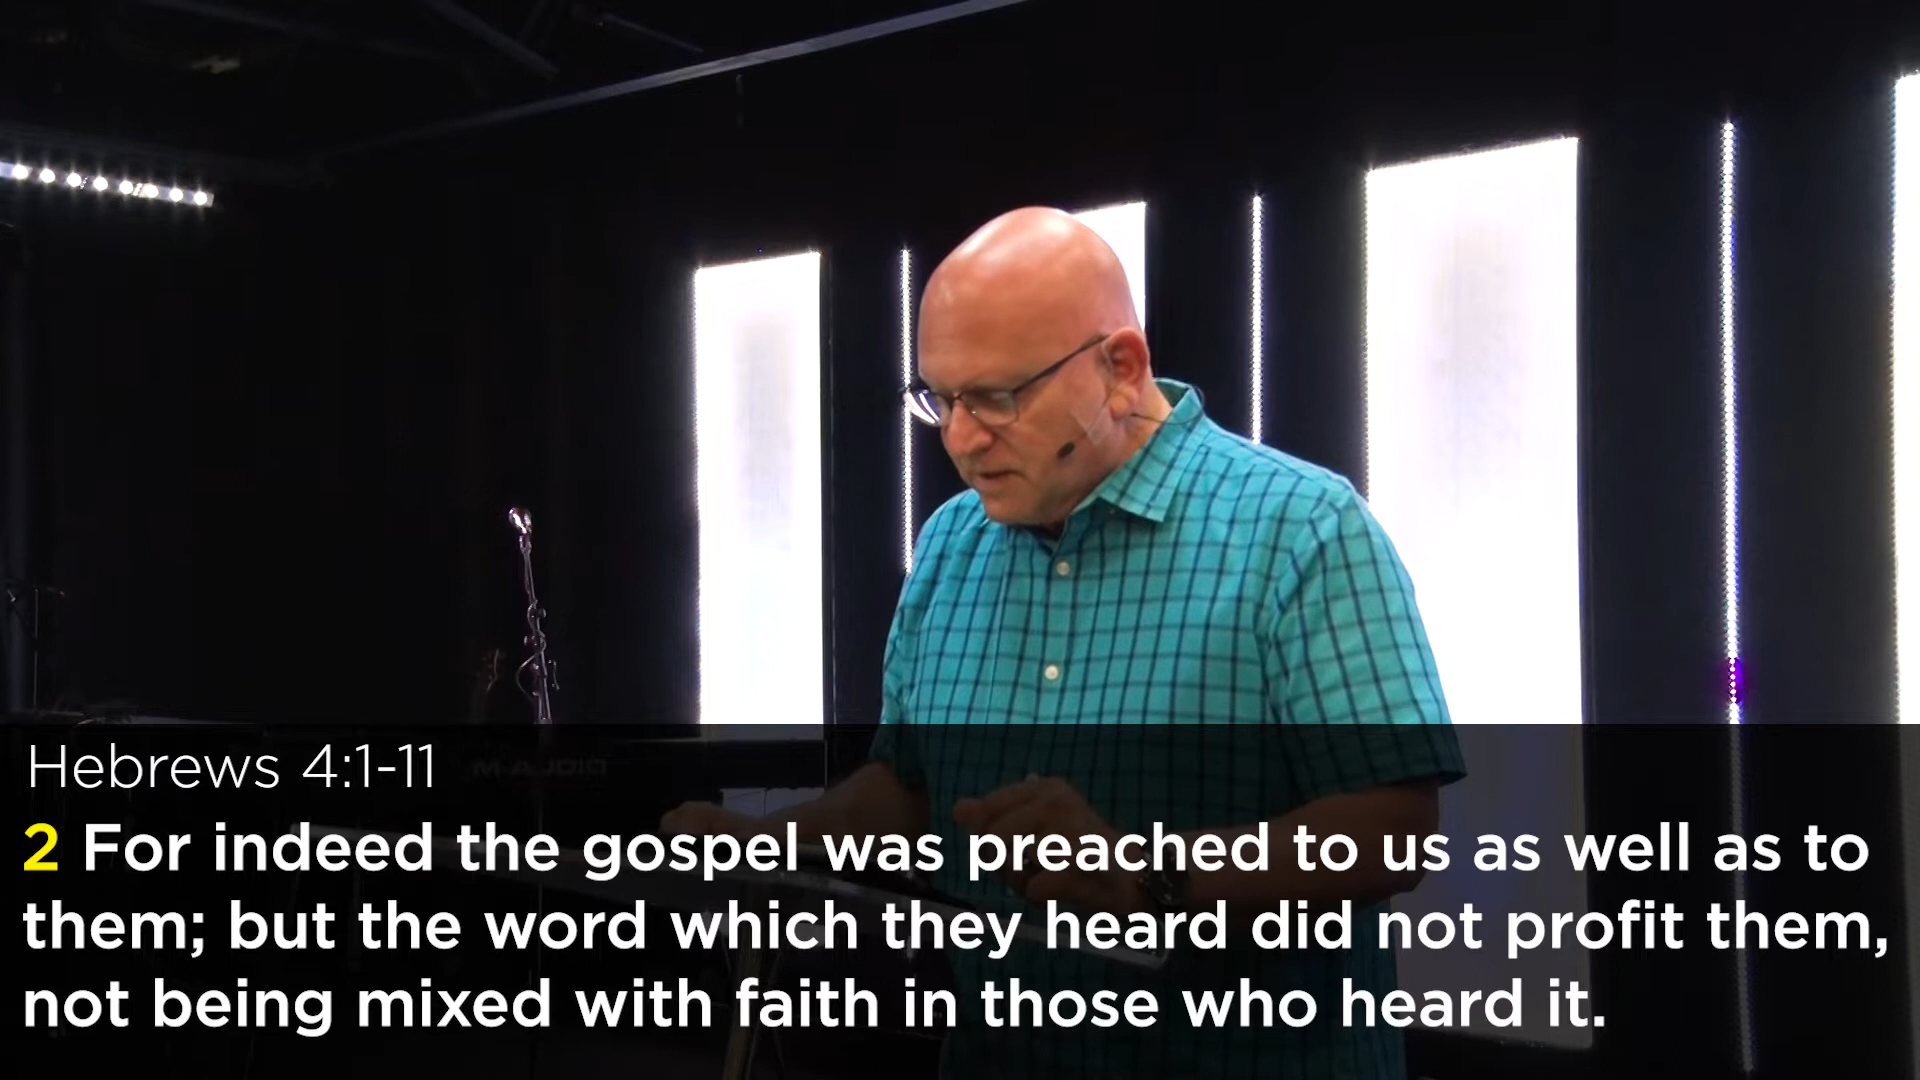 Hebrews 4:1-11
2 For indeed the gospel was preached to us as well as to
them; but the word which they heard did not profit them,
not being mixed with faith in those who heard it.
M-AUDIO